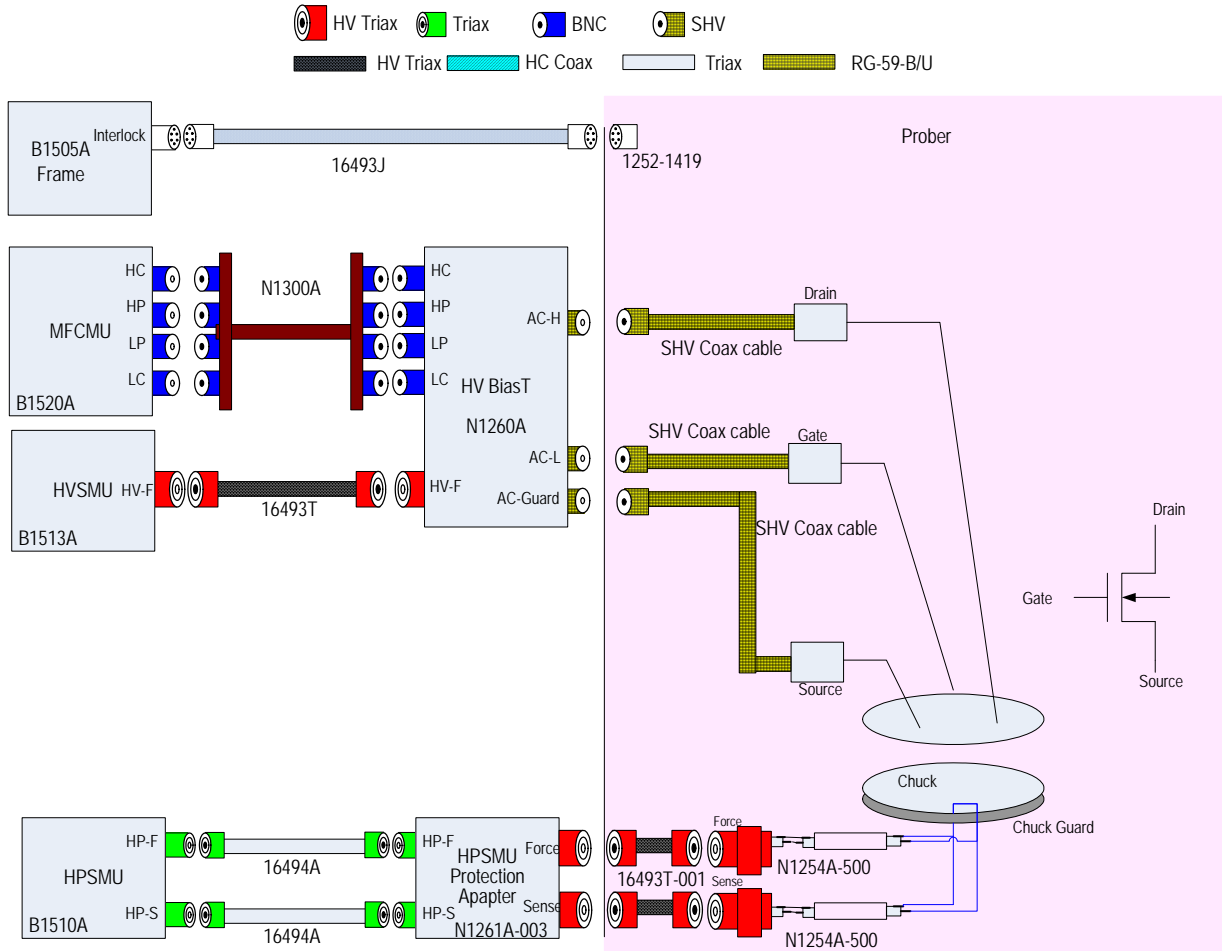 HV Triax
Triax
BNC
SHV
HV Triax
HC Coax
Triax
RG-59-B/U
B1505A
Frame
Interlock
16493J
1252-1419
Prober
HC
HP
LP
LC
MFCMU
B1520A
N1300A
HC
HP
LP
LC
HV BiasT
N1260A
AC-H
AC-L
AC-Guard
HV-F
HVSMU
HV-F
B1513A
16493T
Drain
SHV Coax cable
SHV Coax cable
Gate
SHV Coax cable
Source
Drain
Gate
Source
Chuck
Chuck Guard
HP-F
HPSMU
HP-S
B1510A
16494A
16494A
HP-F
HPSMU
Protection
Apapter
HP-S
N1261A-003
Force
Sense
16493T-001
Force
Sense
N1254A-500
N1254A-500